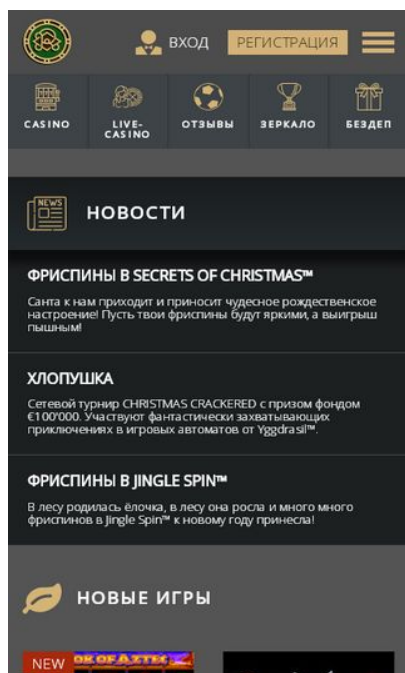 ВХОД РЕГИСТРАЦИЯ
CASINO LIVE-CASINO ОТЗЫВЫ ЗЕРКАЛО БЕЗДЕП
NEWS
НОВОСТИ
ФРИСПИНЫ В SECRETS OF CHRISTMAS™
Санта к нам приходит и приносит чудесное рождественское
настроение! Пусть твои фриспины будут яркими, а выигрыш
пышным!
ХЛОПУШКА
Сетевой турнир CHRISTMAS CRACKERED с призом фондом
€100'000. Участвуют фантастически захватывающих
приключениях в игровых автоматов от Yggdrasil™.
ФРИСПИНЫ В JINGLE SPIN™
В лесу родилась ёлочка, в лесу она росла и много много
фриспинов в Jingle Spin™ к новому году принесла!
НОВЫЕ ИГРЫ
NEW OF AZTEC